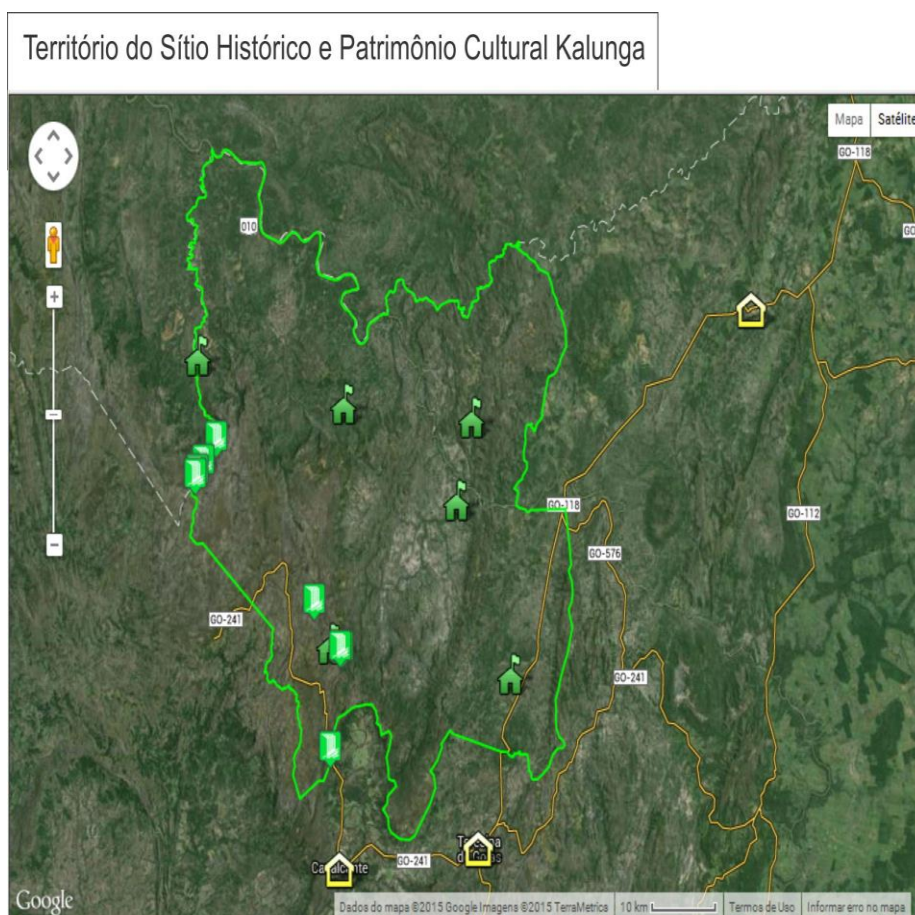 Território do Sítio Histórico e Patrimônio Cultural Kalunga
Mapa Satélite
GO-118
010
GO-118
GO-112
GO-576
GO-241
GO-241
GO-241
Google
Dados do mapa ©2015 Google Imagens ©2015 TerraMetrica
10 km
Termos de Uso
Informar erro no mapa